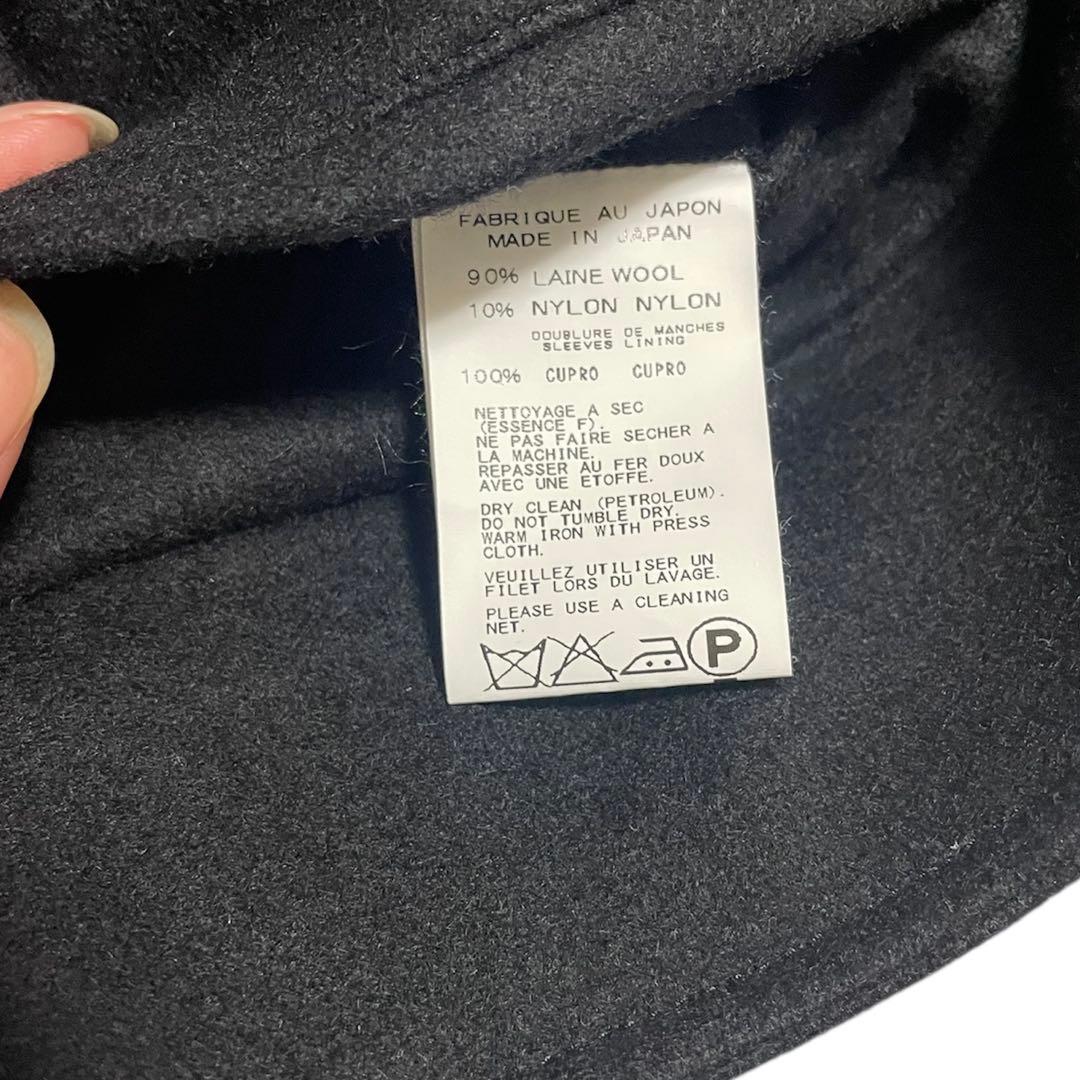 FABRIQUE AU JAPON
MADE IN JAPAN
90% LAINE WOOL
10% NYLON NYLON
DOUBLURE DE MANCHES
SLEEVES LINING
100% CUPRO CUPRO
NETTOYAGE A SEC
(ESSENCE F).
NE PAS FAIRE SECHER A
LA MACHINE.
REPASSER AU FER DOUX
AVEC UNE ETOFFE.
DRY CLEAN (PETROLEUM).
DO NOT TUMBLE DRY.
WARM IRON WITH PRESS
CLOTH.
VEUILLEZ UTILISER UN
FILET LORS DU LAVAGE.
PLEASE USE A CLEANING
NET.
P